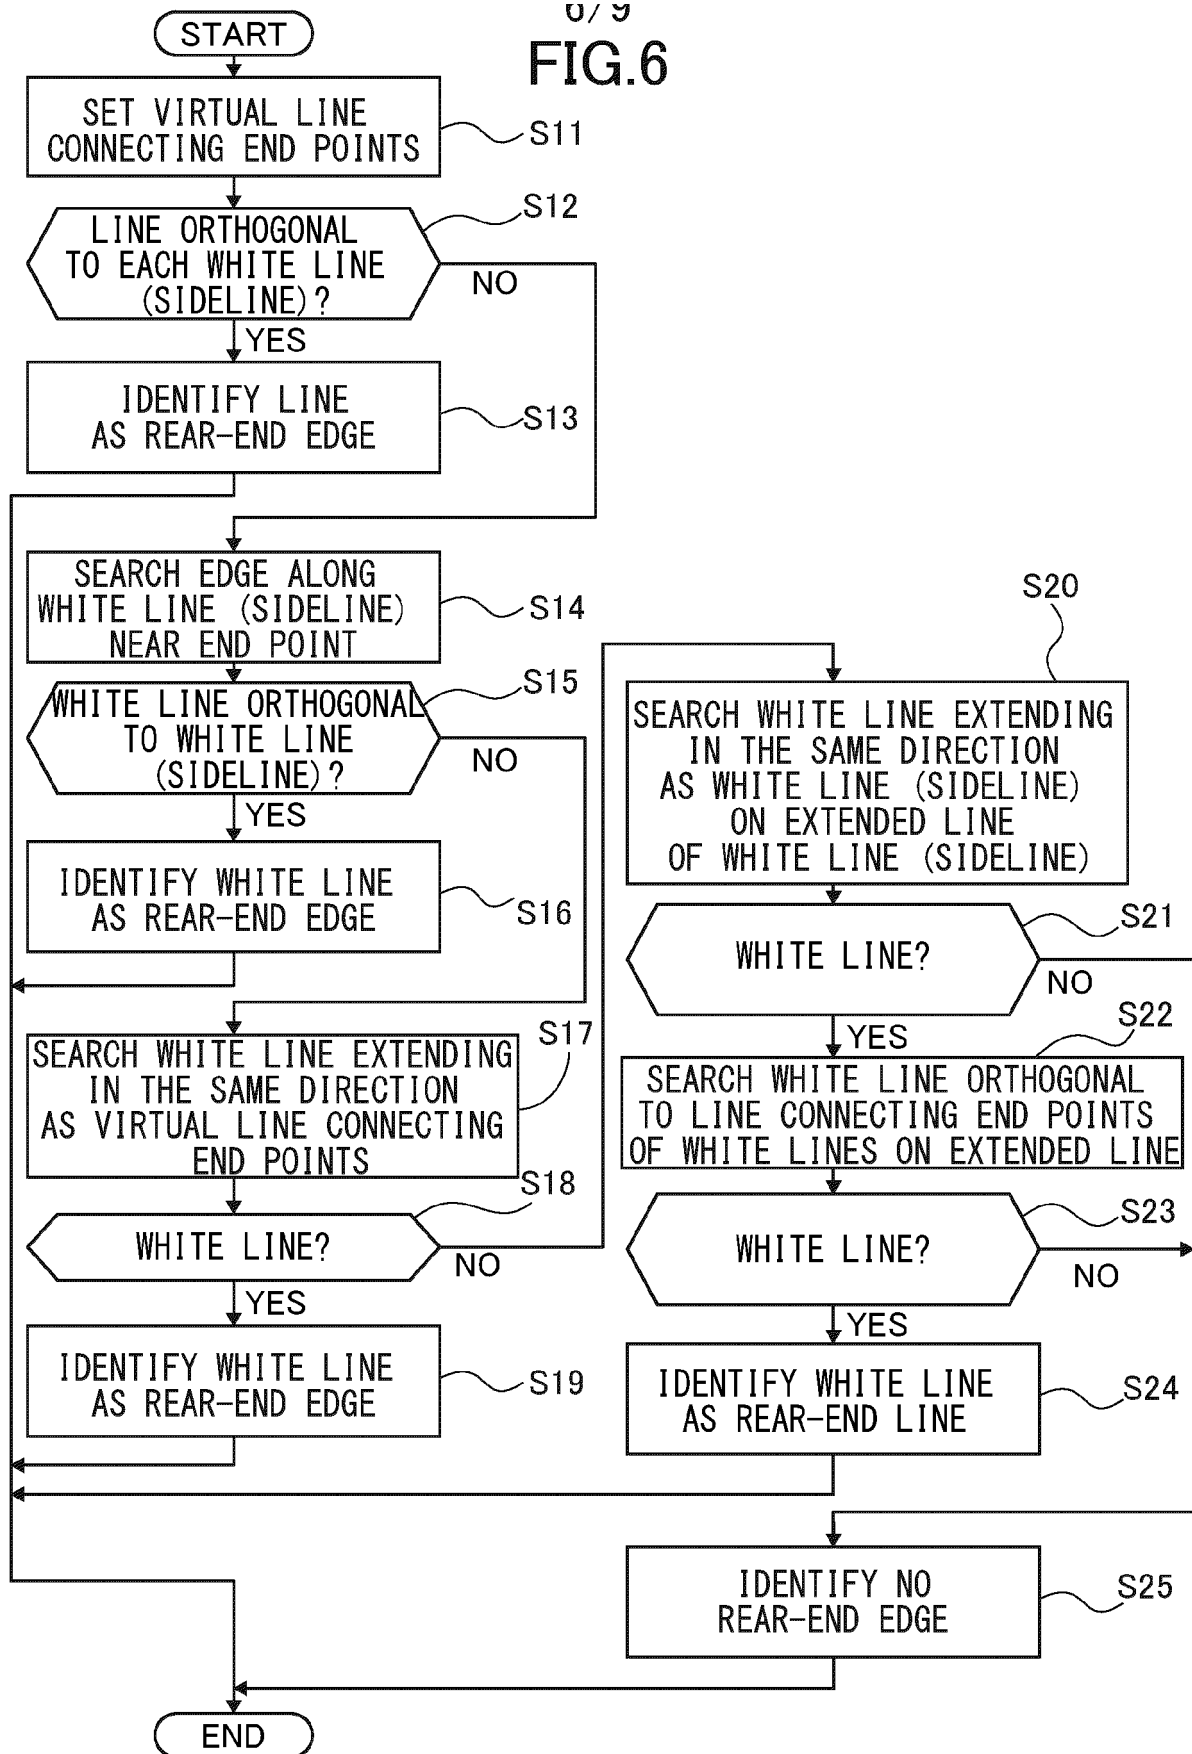 6/9
FIG.6
START
SET VIRTUAL LINE
CONNECTING END POINTS
S11
LINE ORTHOGONAL
TO EACH WHITE LINE
(SIDELINE)?
S12
NO
YES
IDENTIFY LINE
AS REAR-END EDGE
S13
SEARCH EDGE ALONG
WHITE LINE (SIDELINE)
NEAR END POINT
S14
WHITE LINE ORTHOGONAL
TO WHITE LINE
(SIDELINE)?
S15
NO
YES
IDENTIFY WHITE LINE
AS REAR-END EDGE
S16
SEARCH WHITE LINE EXTENDING
IN THE SAME DIRECTION
AS VIRTUAL LINE CONNECTING
END POINTS
S17
WHITE LINE?
S18
NO
YES
IDENTIFY WHITE LINE
AS REAR-END EDGE
S19
S20
SEARCH WHITE LINE EXTENDING
IN THE SAME DIRECTION
AS WHITE LINE (SIDELINE)
ON EXTENDED LINE
OF WHITE LINE (SIDELINE)
WHITE LINE?
S21
NO
YES
S22
SEARCH WHITE LINE ORTHOGONAL
TO LINE CONNECTING END POINTS
OF WHITE LINES ON EXTENDED LINE
WHITE LINE?
S23
NO
YES
IDENTIFY WHITE LINE
AS REAR-END LINE
S24
IDENTIFY NO
REAR-END EDGE
S25
END